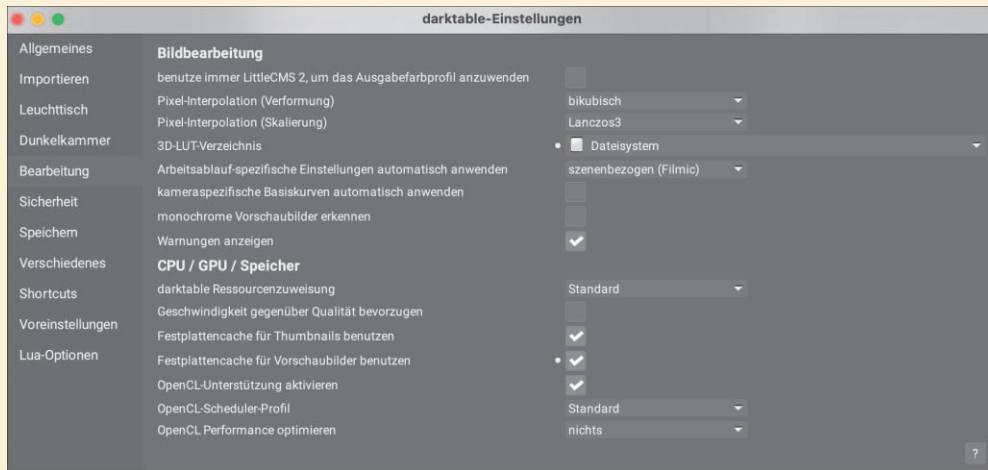 darktable-Einstellungen
Allgemeines
Importieren
Leuchttisch
Dunkelkammer
Bearbeitung
Sicherheit
Speichern
Verschiedenes
Shortcuts
Voreinstellungen
Lua-Optionen
Bildbearbeitung
benutze immer LittleCMS 2, um das Ausgabefarbprofil anzuwenden
Pixel-Interpolation (Verformung) bikubisch
Pixel-Interpolation (Skalierung) Lanczos3
3D-LUT-Verzeichnis Dateisystem
Arbeitsablauf-spezifische Einstellungen automatisch anwenden szenenbezogen (Filmic)
kameraspezifische Basiskurven automatisch anwenden
monochrome Vorschaubilder erkennen
Warnungen anzeigen
CPU / GPU / Speicher
darktable Ressourcenzuweisung Standard
Geschwindigkeit gegenüber Qualität bevorzugen
Festplattencache für Thumbnails benutzen
Festplattencache für Vorschaubilder benutzen
OpenCL-Unterstützung aktivieren
OpenCL-Scheduler-Profil Standard
OpenCL Performance optimieren nichts
?